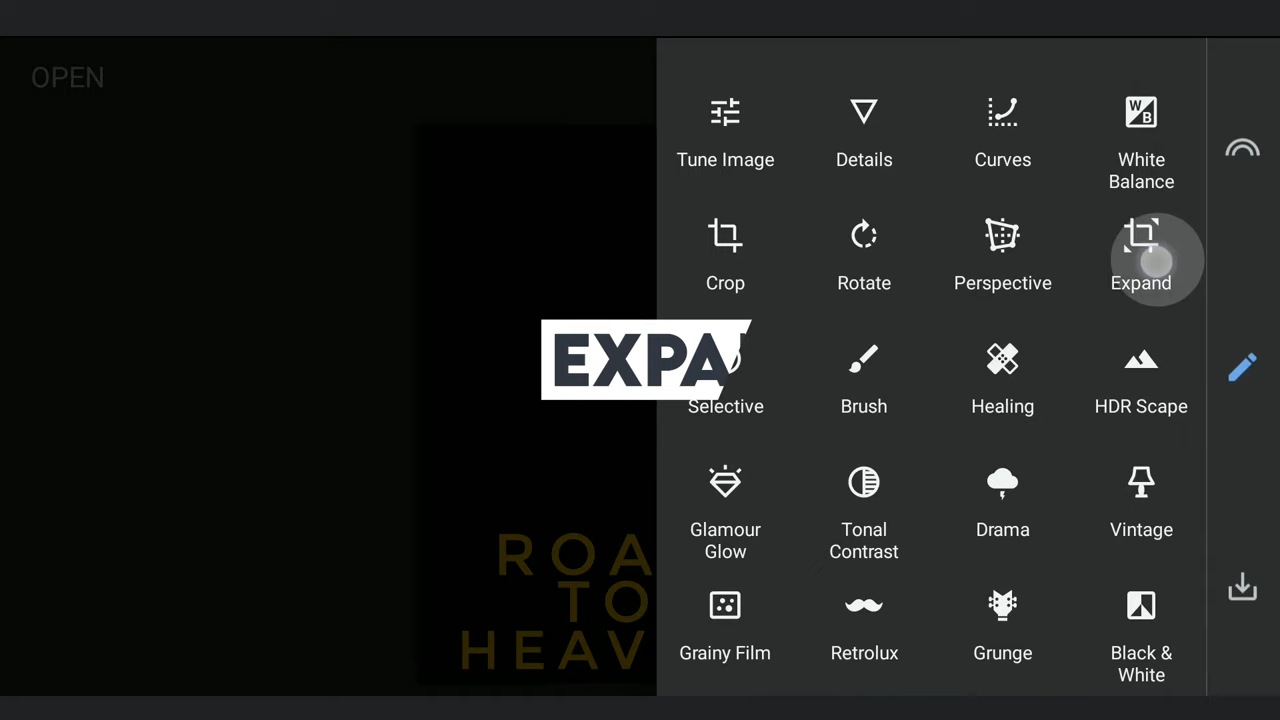 OPEN
Tune Image
Details
Curves
White
Balance
Crop
Rotate
Perspective
Expand
EXPA
Selective
Brush
Healing
HDR Scape
Glamour
Glow
Tonal
Contrast
Drama
Vintage
ROA
TO
HEAV
Grainy Film
Retrolux
Grunge
Black &
White